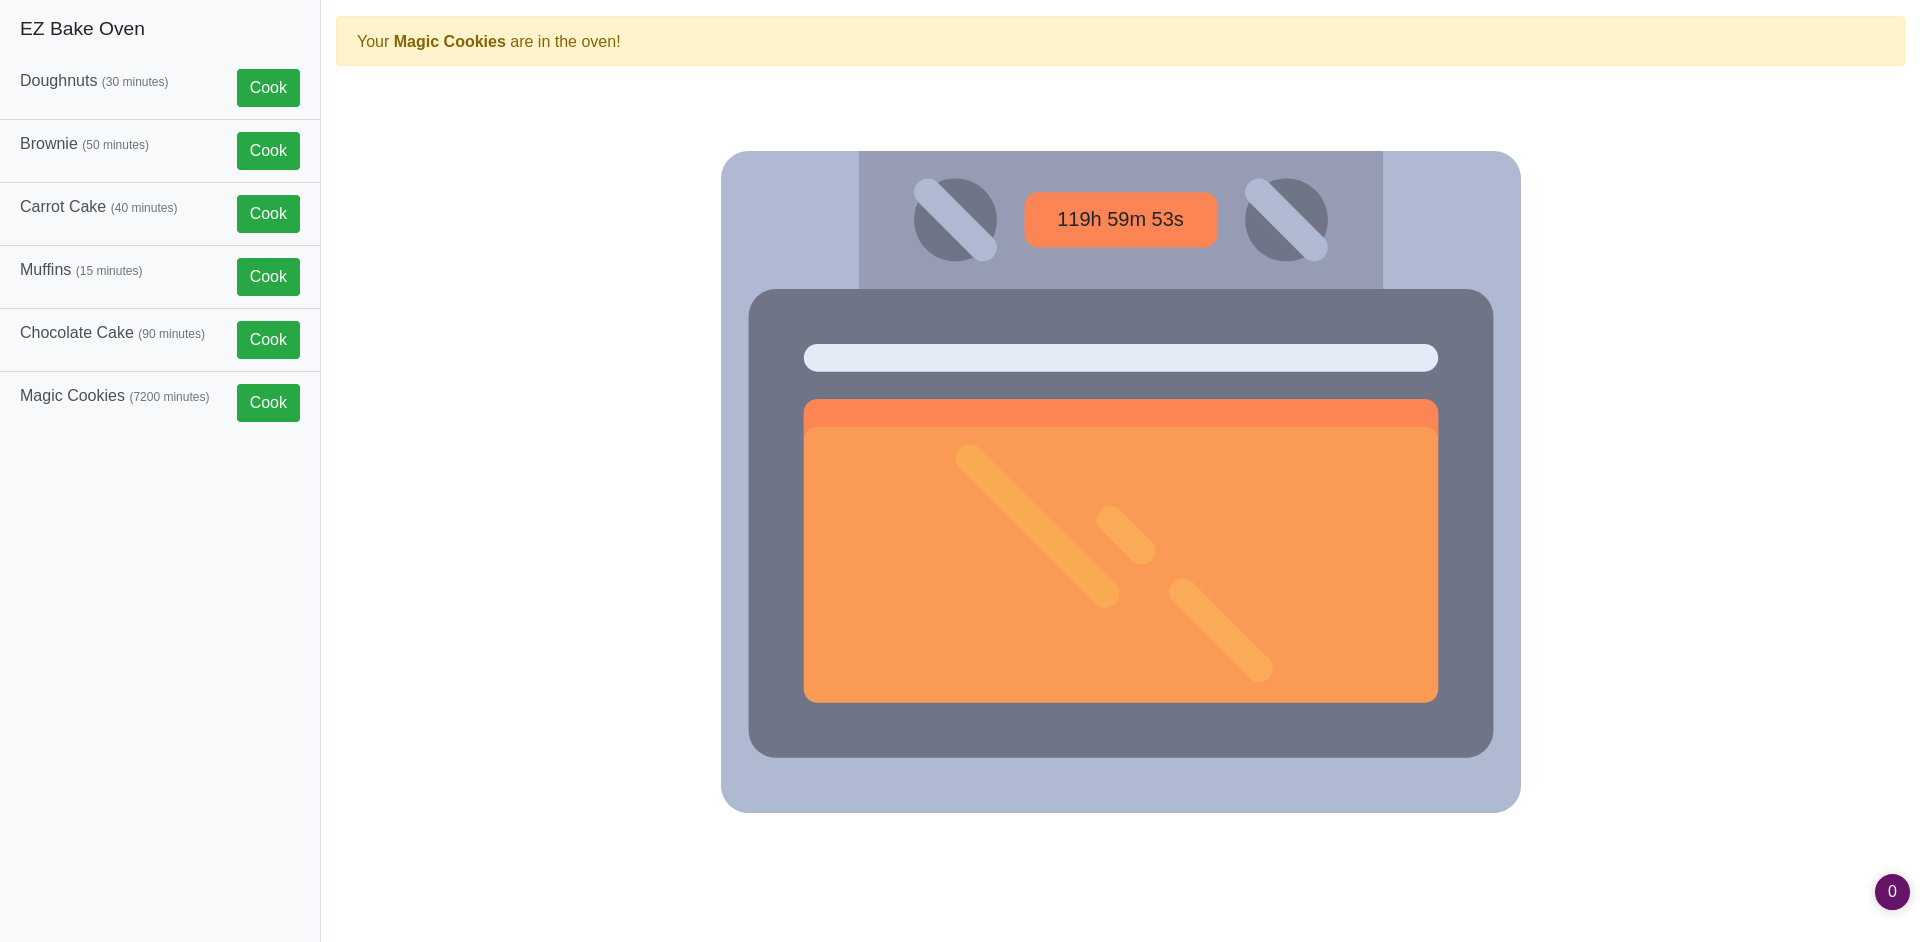 EZ Bake Oven
Doughnuts (30 minutes) Cook
Brownie (50 minutes) Cook
Carrot Cake (40 minutes) Cook
Muffins (15 minutes) Cook
Chocolate Cake (90 minutes) Cook
Magic Cookies (7200 minutes) Cook
Your Magic Cookies are in the oven!
119h 59m 53s
0